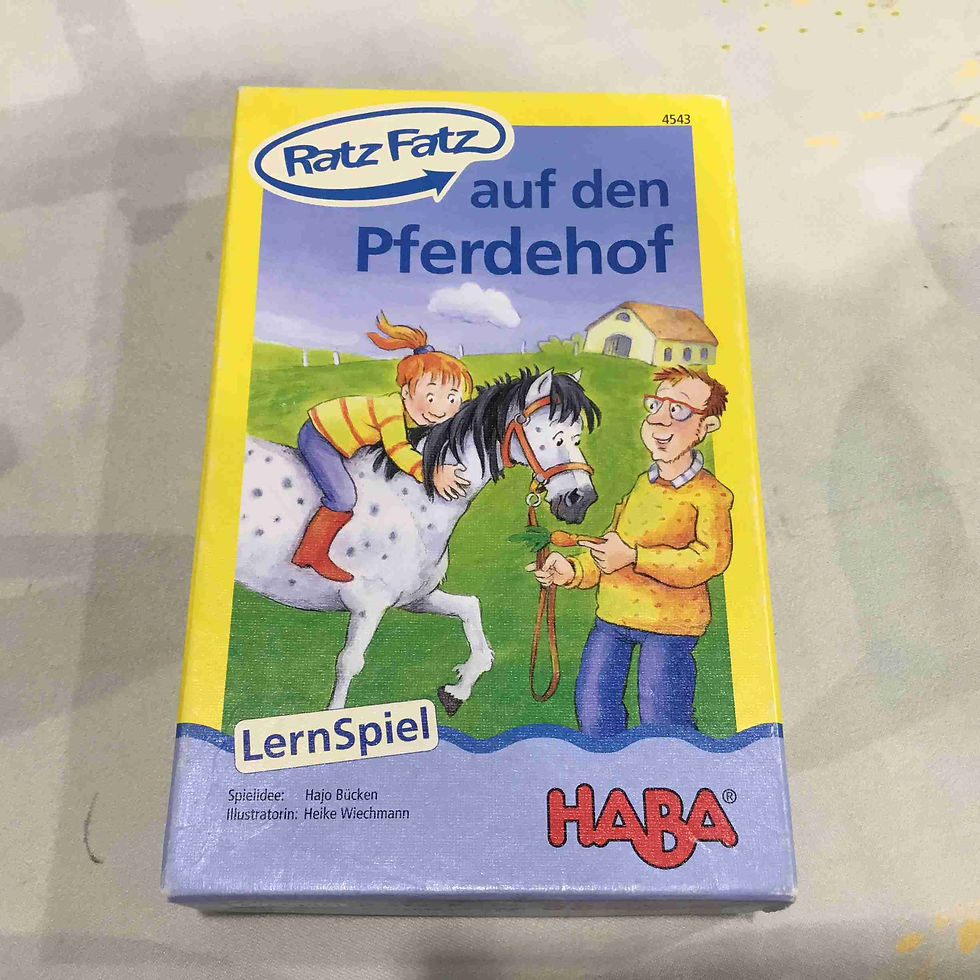 4543
Ratz Fatz
auf den
Pferdehof
LernSpiel
Spielidee: Hajo Bücken
Illustratorin: Heike Wiechmann
HABA®